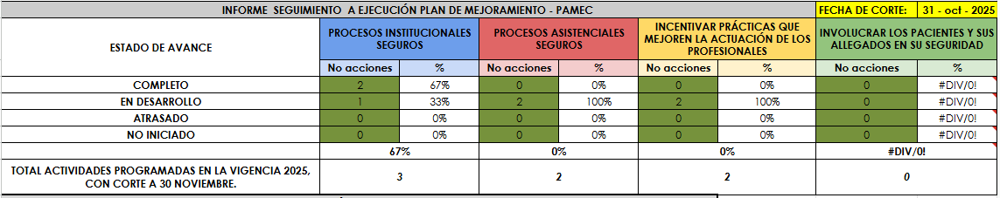 INFORME SEGUIMIENTO A EJECUCIÓN PLAN DE MEJORAMIENTO - PAMEC FECHA DE CORTE: 31 - oct - 2025
ESTADO DE AVANCE
PROCESOS INSTITUCIONALES
SEGUROS
PROCESOS ASISTENCIALES
SEGUROS
INCENTIVAR PRÁCTICAS QUE
MEJOREN LA ACTUACIÓN DE LOS
PROFESIONALES
INVOLUCRAR LOS PACIENTES Y SUS
ALLEGADOS EN SU SEGURIDAD
No acciones % No acciones % No acciones % No acciones %
COMPLETO 2 67% 0 0% 0 0% 0 #DIV/0!
EN DESARROLLO 1 33% 2 100% 2 100% 0 #DIV/0!
ATRASADO 0 0% 0 0% 0 0% 0 #DIV/0!
NO INICIADO 0 0% 0 0% 0 0% 0 #DIV/0!
67% 0% 0% #DIV/0!
TOTAL ACTIVIDADES PROGRAMADAS EN LA VIGENCIA 2025,
CON CORTE A 30 NOVIEMBRE.
3 2 2 0